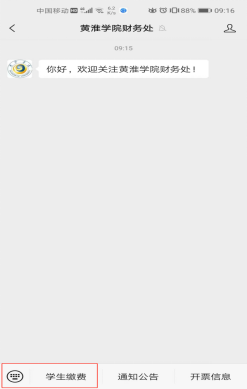 中国移动 88% 09:16
黄淮学院财务处
09:15
你好，欢迎关注黄淮学院财务处！
学生缴费 通知公告 开票信息